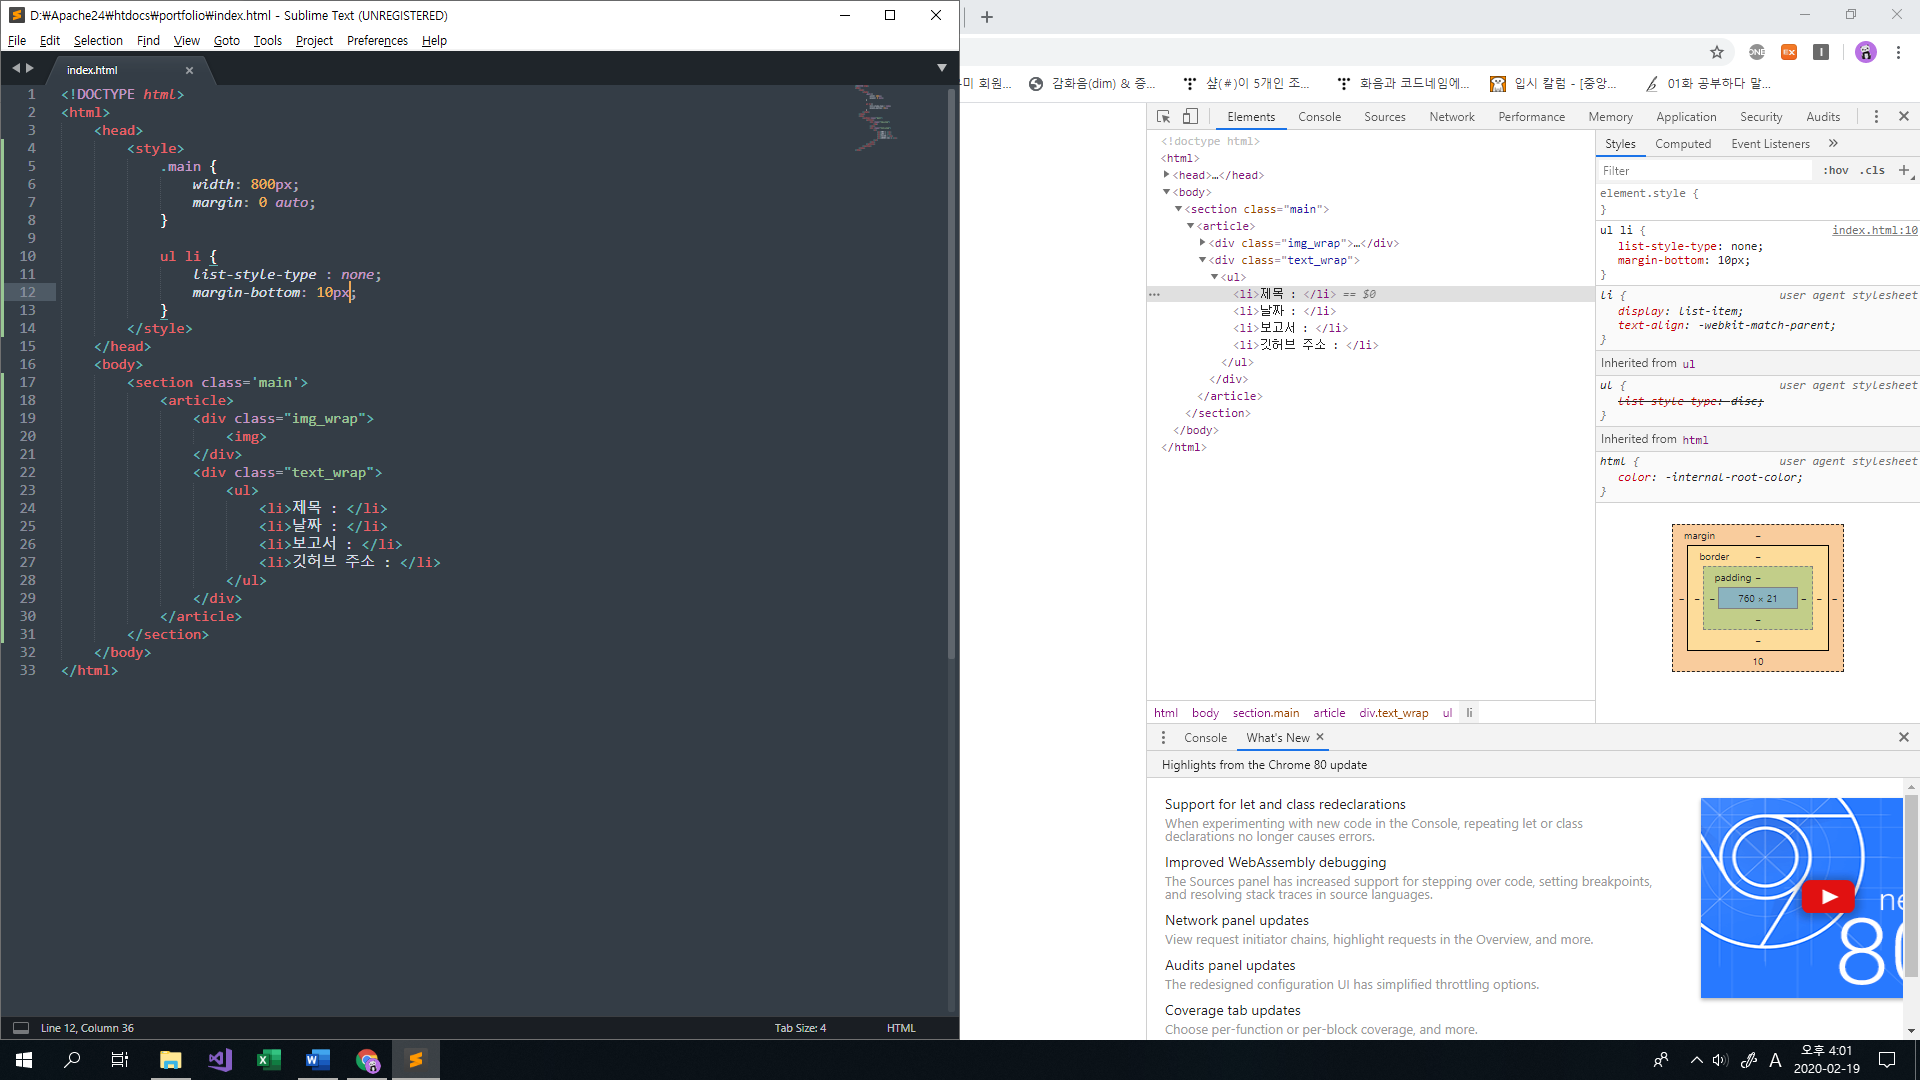 D:₩Apache24₩htdocs₩portfolio₩index.html - Sublime Text (UNREGISTERED)
File Edit Selection Find View Goto Tools Project Preferences Help
index.html
1 <!DOCTYPE html>
2 <html>
3 <head>
4 <style>
5 .main {
6 width: 800px;
7 margin: 0 auto;
8 }
9
10 ul li {
11 list-style-type : none;
12 margin-bottom: 10px;
13 }
14 </style>
15 </head>
16 <body>
17 <section class='main'>
18 <article>
19 <div class="img_wrap">
20 <img>
21 </div>
22 <div class="text_wrap">
23 <ul>
24 <li>제목 : </li>
25 <li>날짜 : </li>
26 <li>보고서 : </li>
27 <li>깃허브 주소 : </li>
28 </ul>
29 </div>
30 </article>
31 </section>
32 </body>
33 </html>
Line 12, Column 36
Tab Size: 4
HTML
회원... 감화음(dim) & 증... 샾(#)이 5개인 조... 화음과 코드네임에... 입시 칼럼 - [중앙... 01화 공부하다 말...
Elements Console Sources Network Performance Memory Application Security Audits
<!doctype html>
<html>
<head>…</head>
<body>
<section class="main">
<article>
<div class="img_wrap">…</div>
<div class="text_wrap">
<ul>
<li>제목 : </li> == $0
<li>날짜 : </li>
<li>보고서 : </li>
<li>깃허브 주소 : </li>
</ul>
</div>
</article>
</section>
</body>
</html>
html body section.main article div.text_wrap ul li
Styles Computed Event Listeners »
Filter :hov .cls +
element.style {
}
ul li { index.html:10
list-style-type: none;
margin-bottom: 10px;
}
li { user agent stylesheet
display: list-item;
text-align: -webkit-match-parent;
}
Inherited from ul
ul { user agent stylesheet
list-style-type: disc;
}
Inherited from html
html { user agent stylesheet
color: -internal-root-color;
}
margin -
border -
padding -
- - - 760 × 21 - - -
-
-
10
Console What's New
Highlights from the Chrome 80 update
Support for let and class redeclarations
When experimenting with new code in the Console, repeating let or class
declarations no longer causes errors.
Improved WebAssembly debugging
The Sources panel has increased support for stepping over code, setting breakpoints,
and resolving stack traces in source languages.
Network panel updates
View request initiator chains, highlight requests in the Overview, and more.
Audits panel updates
The redesigned configuration UI has simplified throttling options.
Coverage tab updates
Choose per-function or per-block coverage, and more.
ne
80
A
오후 4:01
2020-02-19